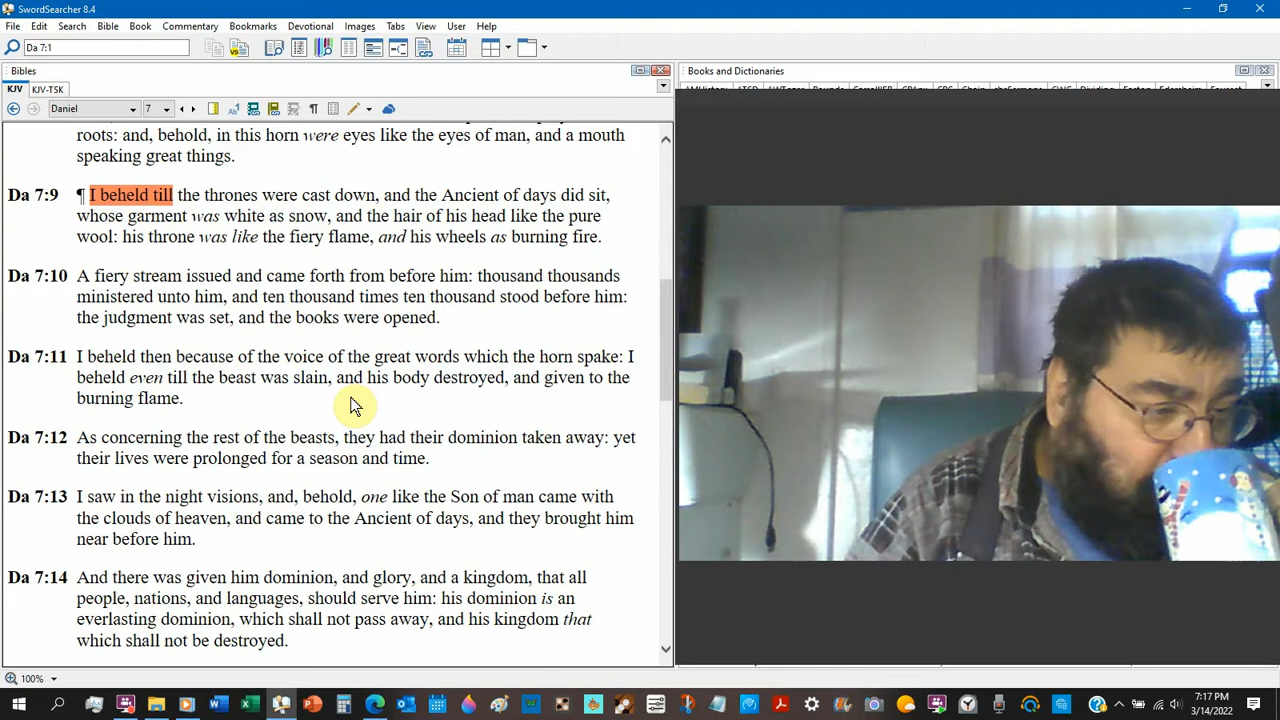 SwordSearcher 8.4
File Edit Search Bible Book Commentary Bookmarks Devotional Images Tabs View User Help
Da 7:1
Bibles
Books and Dictionaries
KJV KJV-TSK
Daniel 7
roots: and, behold, in this horn were eyes like the eyes of man, and a mouth
speaking great things.
Da 7:9 ¶ I beheld till the thrones were cast down, and the Ancient of days did sit,
whose garment was white as snow, and the hair of his head like the pure
wool: his throne was like the fiery flame, and his wheels as burning fire.
Da 7:10 A fiery stream issued and came forth from before him: thousand thousands
ministered unto him, and ten thousand times ten thousand stood before him:
the judgment was set, and the books were opened.
Da 7:11 I beheld then because of the voice of the great words which the horn spake: I
beheld even till the beast was slain, and his body destroyed, and given to the
burning flame.
Da 7:12 As concerning the rest of the beasts, they had their dominion taken away: yet
their lives were prolonged for a season and time.
Da 7:13 I saw in the night visions, and, behold, one like the Son of man came with
the clouds of heaven, and came to the Ancient of days, and they brought him
near before him.
Da 7:14 And there was given him dominion, and glory, and a kingdom, that all
people, nations, and languages, should serve him: his dominion is an
everlasting dominion, which shall not pass away, and his kingdom that
which shall not be destroyed.
100%
7:17 PM
3/14/2022